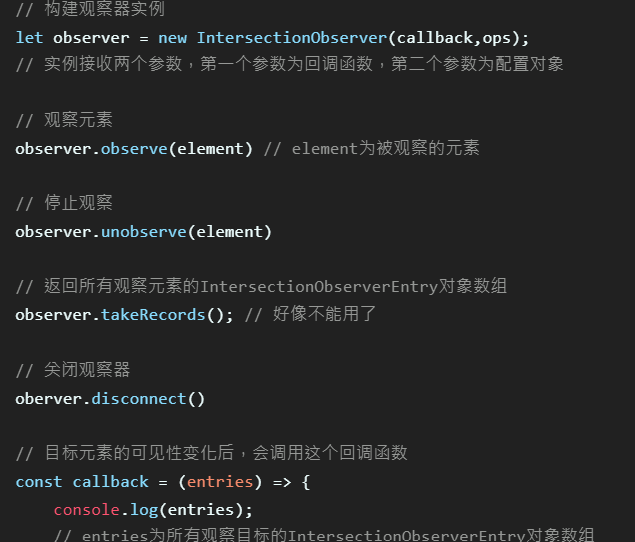 // 构建观察器实例
let observer = new IntersectionObserver(callback,ops);
// 实例接收两个参数，第一个参数为回调函数，第二个参数为配置对象
// 观察元素
observer.observe(element) // element为被观察的元素
// 停止观察
observer.unobserve(element)
// 返回所有观察元素的IntersectionObserverEntry对象数组
observer.takeRecords(); // 好像不能用了
// 关闭观察器
oberver.disconnect()
// 目标元素的可见性变化后，会调用这个回调函数
const callback = (entries) => {
    console.log(entries);
    // entries为所有观察目标的IntersectionObserverEntry对象数组